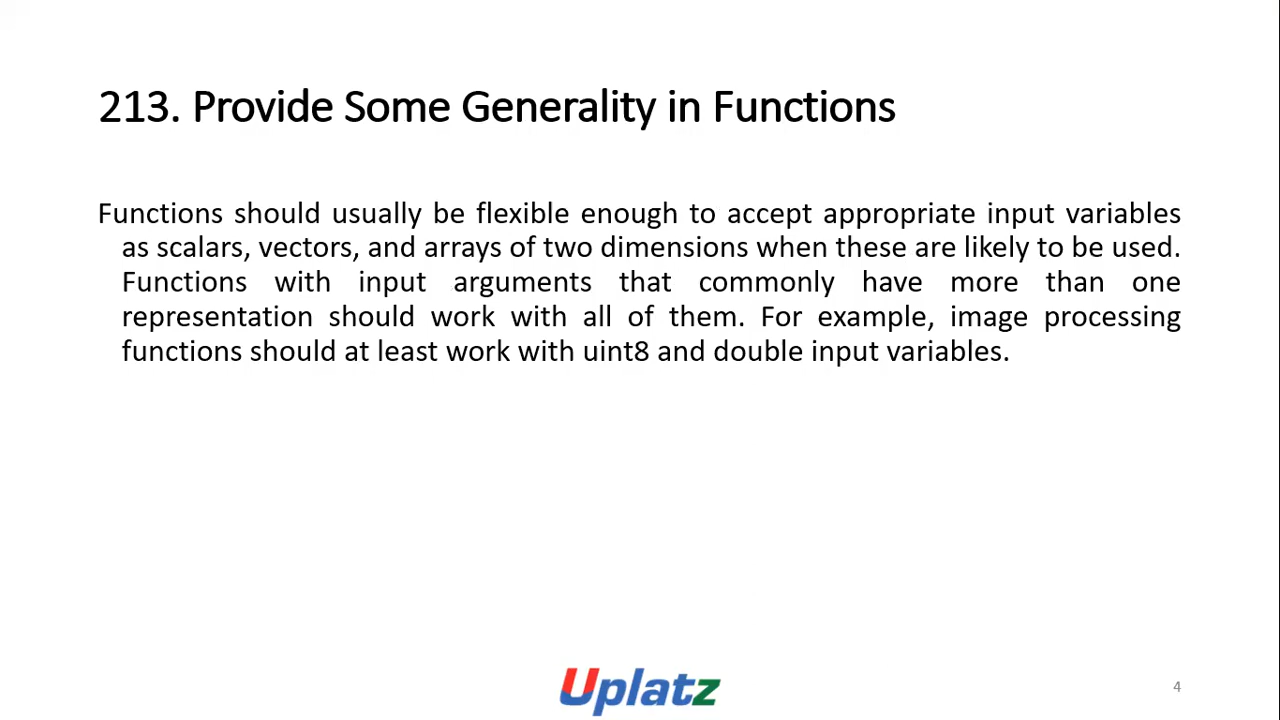 213. Provide Some Generality in Functions
Functions should usually be flexible enough to accept appropriate input variables
as scalars, vectors, and arrays of two dimensions when these are likely to be used.
Functions with input arguments that commonly have more than one
representation should work with all of them. For example, image processing
functions should at least work with uint8 and double input variables.
Uplatz
4